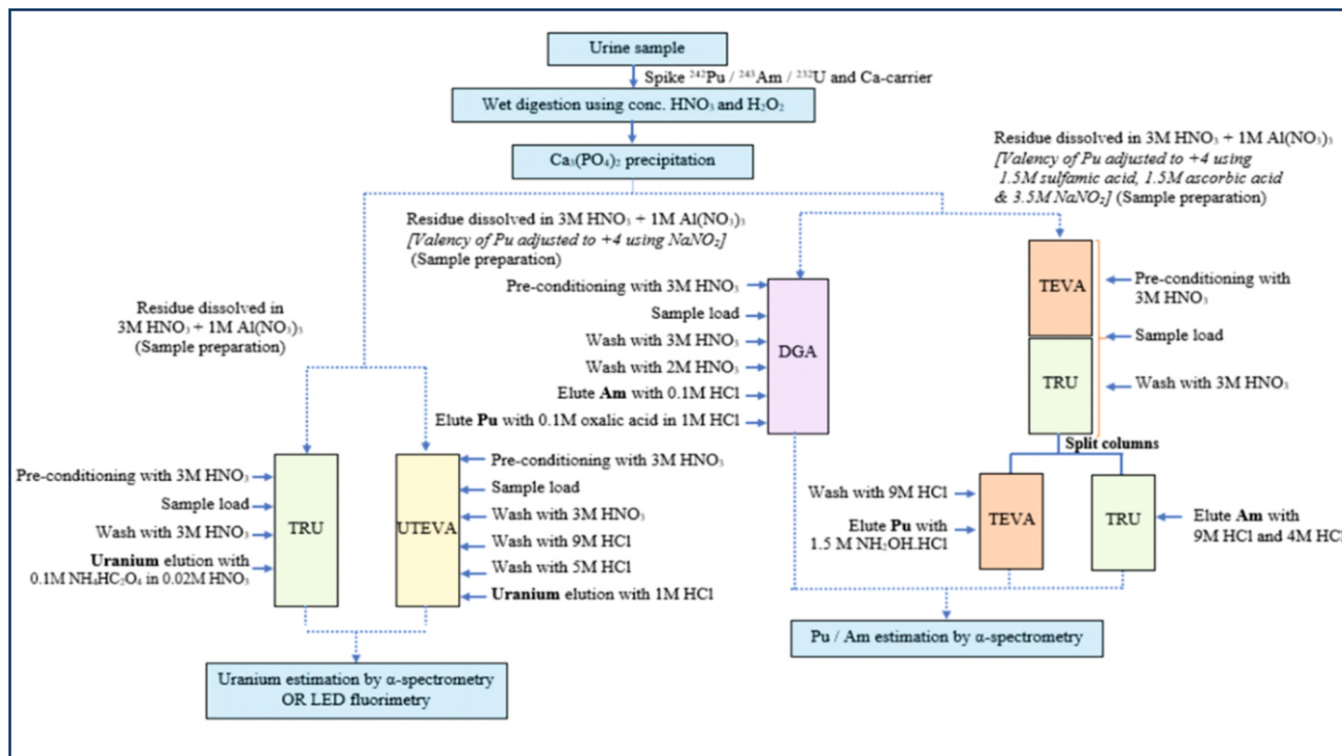 Urine sample
Spike ²⁴²Pu / ²⁴³Am / ²³²U and Ca-carrier
Wet digestion using conc. HNO₃ and H₂O₂
Ca₃(PO₄)₂ precipitation
Residue dissolved in 3M HNO₃ + 1M Al(NO₃)₃
[Valency of Pu adjusted to +4 using
1.5M sulfamic acid, 1.5M ascorbic acid
& 3.5M NaNO₂] (Sample preparation)
Residue dissolved in 3M HNO₃ + 1M Al(NO₃)₃
[Valency of Pu adjusted to +4 using NaNO₂]
(Sample preparation)
Residue dissolved in
3M HNO₃ + 1M Al(NO₃)₃
(Sample preparation)
Pre-conditioning with 3M HNO₃
Sample load
Wash with 3M HNO₃
Wash with 2M HNO₃
Elute Am with 0.1M HCl
Elute Pu with 0.1M oxalic acid in 1M HCl
DGA
TEVA
TRU
Pre-conditioning with
3M HNO₃
Sample load
Wash with 3M HNO₃
Split columns
Wash with 9M HCl
Elute Pu with
1.5 M NH₂OH.HCl
TEVA
TRU
Elute Am with
9M HCl and 4M HCl
Pre-conditioning with 3M HNO₃
Sample load
Wash with 3M HNO₃
Uranium elution with
0.1M NH₄HC₂O₄ in 0.02M HNO₃
TRU
UTEVA
Pre-conditioning with 3M HNO₃
Sample load
Wash with 3M HNO₃
Wash with 9M HCl
Wash with 5M HCl
Uranium elution with 1M HCl
Pu / Am estimation by α-spectrometry
Uranium estimation by α-spectrometry
OR LED fluorimetry